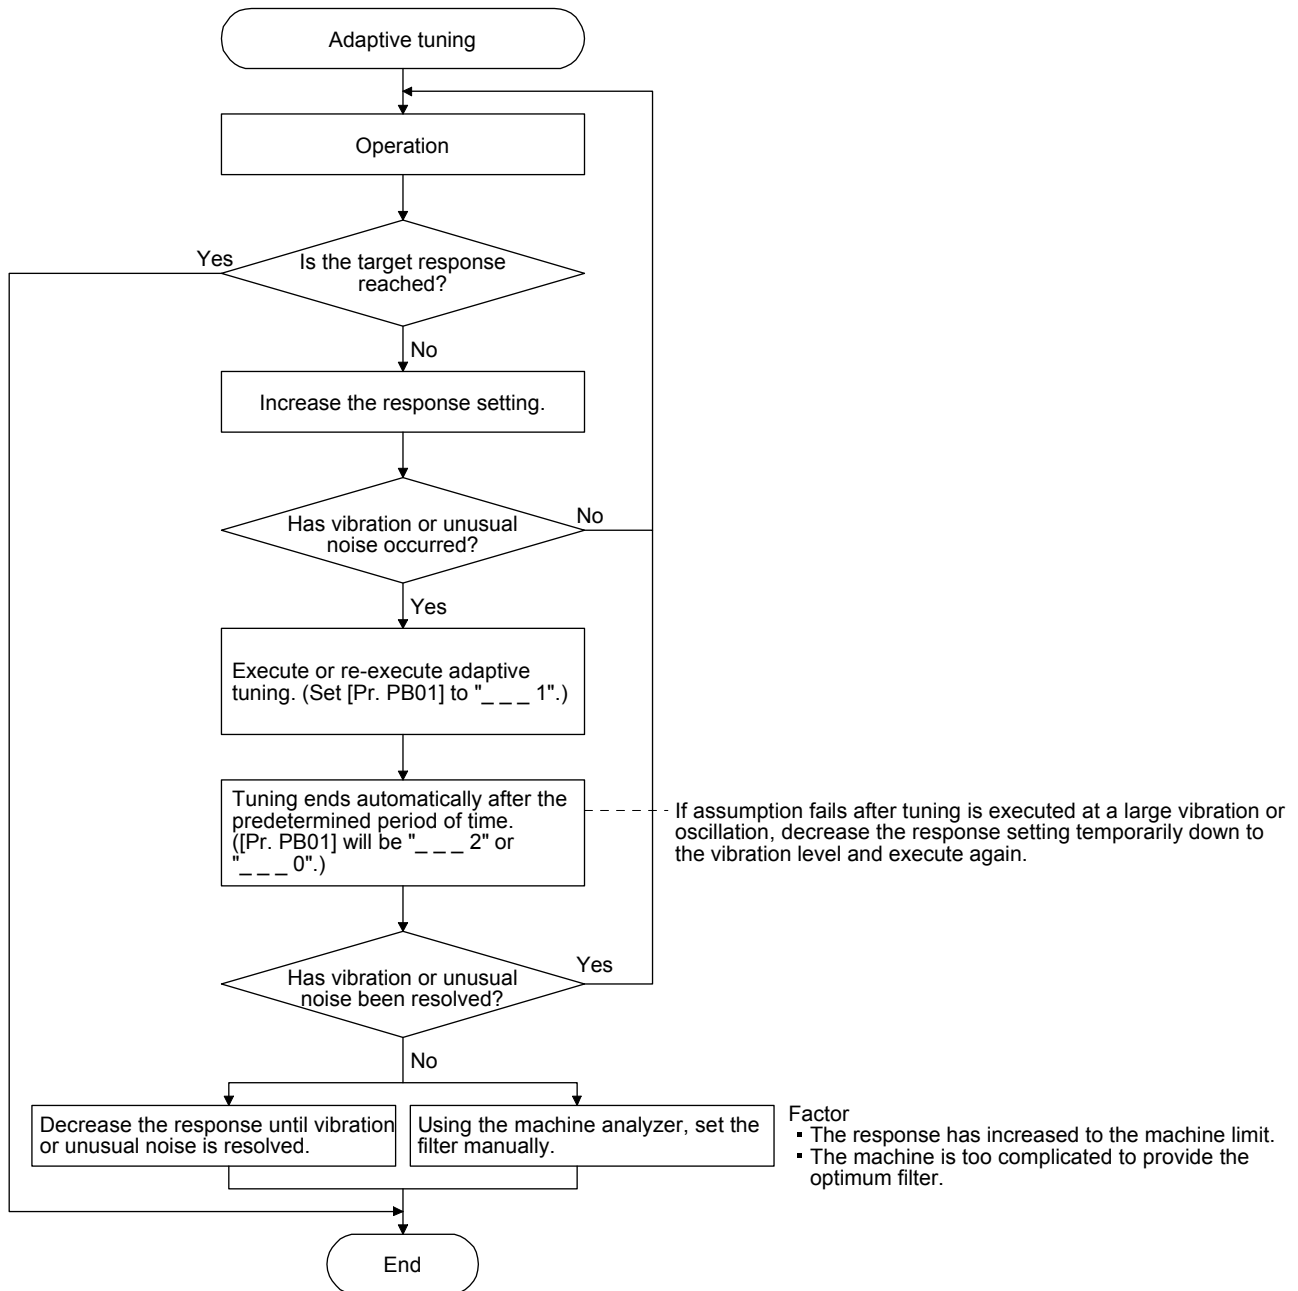 Adaptive tuning
Operation
Yes
Is the target response
reached?
No
Increase the response setting.
Has vibration or unusual
noise occurred?
No
Yes
Execute or re-execute adaptive
tuning. (Set [Pr. PB01] to "_ _ _ 1".)
Tuning ends automatically after the
predetermined period of time.
([Pr. PB01] will be "_ _ _ 2" or
"_ _ _ 0".)
If assumption fails after tuning is executed at a large vibration or
oscillation, decrease the response setting temporarily down to
the vibration level and execute again.
Has vibration or unusual
noise been resolved?
Yes
No
Decrease the response until vibration
or unusual noise is resolved.
Using the machine analyzer, set the
filter manually.
Factor
▪ The response has increased to the machine limit.
▪ The machine is too complicated to provide the
optimum filter.
End